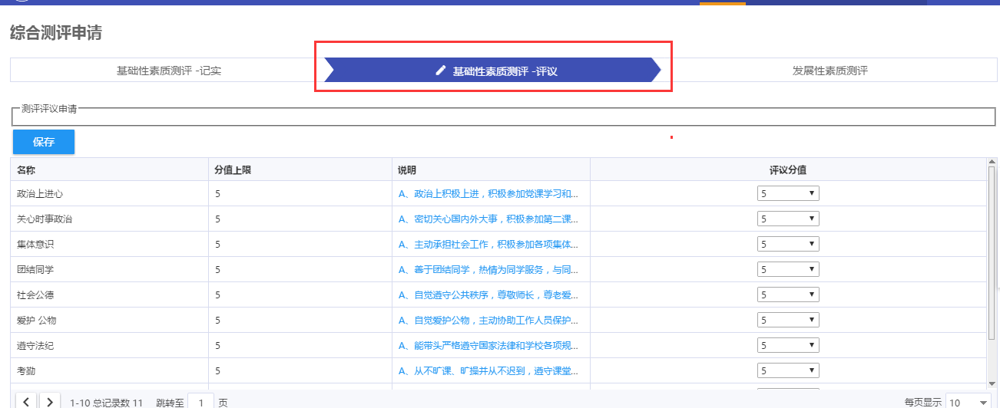 综合测评申请
基础性素质测评 -记实
基础性素质测评 -评议
发展性素质测评
测评评议申请
保存
名称 分值上限 说明 评议分值
政治上进心 5 A、政治上积极上进，积极参加党课学习和... 5
关心时事政治 5 A、密切关心国内外大事，积极参加第二课... 5
集体意识 5 A、主动承担社会工作，积极参加各项集体... 5
团结同学 5 A、善于团结同学，热情为同学服务，与同... 5
社会公德 5 A、自觉遵守公共秩序，尊敬师长，尊老爱... 5
爱护 公物 5 A、自觉爱护公物，主动协助工作人员保护... 5
遵守法纪 5 A、能带头严格遵守国家法律和学校各项规... 5
考勤 5 A、从不旷课、旷操并从不迟到，遵守课堂... 5
1-10 总记录数 11 跳转至 1 页 每页显示 10